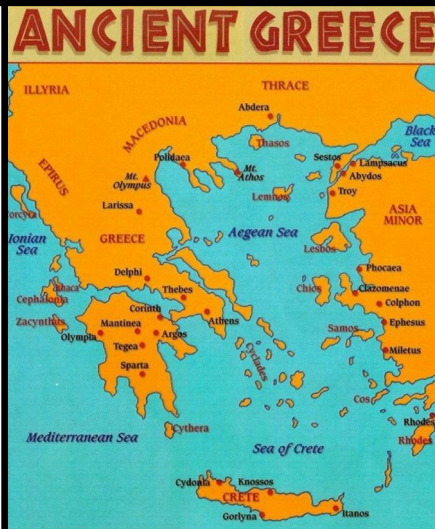 ANCIENT GREECE
ILLYRIA
THRACE
Abdera
MACEDONIA
Black
Sea
Thasos
Polidaea
Sestos
Lampsacus
Mt.
Olympus
Mt.
Athos
Abydos
EPIRUS
Lemnos
Troy
Larissa
ASIA
MINOR
orcyra
Ionian
Sea
GREECE
Aegean Sea
Lesbos
Delphi
Phocaea
Ithaca
Thebes
Chios
Clazomenae
Cephalonia
Colphon
Corinth
Zacynthus
Mantinea
Athens
Ephesus
Olympia
Argos
Samos
Tegea
Miletus
Cyclades
Sparta
Cos
Rhodes
Cythera
Rhodes
Mediterranean Sea
Sea of Crete
Cydonia
Knossos
CRETE
Gorlyna
Itanos